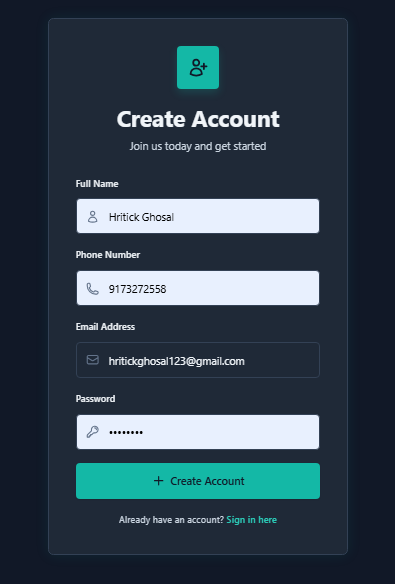 Create Account
Join us today and get started
Full Name
Hritick Ghosal
Phone Number
9173272558
Email Address
hritickghosal123@gmail.com
Password
••••••••
+ Create Account
Already have an account? Sign in here